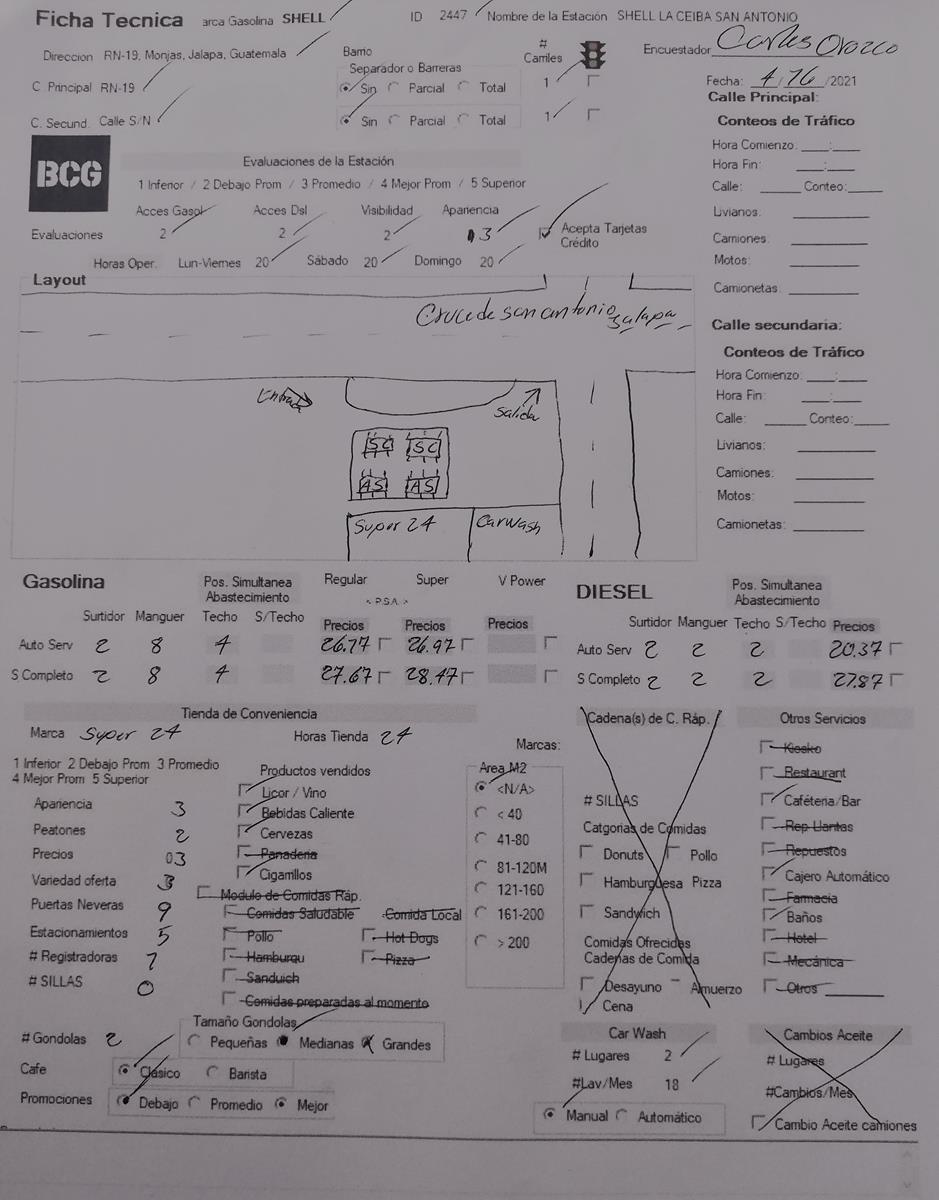 Ficha Tecnica arca Gasolina SHELL ID 2447 Nombre de la Estación SHELL LA CEIBA SAN ANTONIO
Direccion RN-19, Monjas, Jalapa, Guatemala Barrio # Carriles Encuestador Carlos Orozco
Separador o Barreras
C Principal RN-19 Sin Parcial Total 1 Fecha: 4/16/2021
C. Secund. Calle S/N Sin Parcial Total 1
Calle Principal:
Conteos de Tráfico
Hora Comienzo: ___:___
Hora Fin: ___:___
Calle: ____ Conteo: ____
Livianos:
Camiones:
Motos:
Camionetas:
BCG
Evaluaciones de la Estación
1 Inferior / 2 Debajo Prom / 3 Promedio / 4 Mejor Prom / 5 Superior
Acces Gasol Acces Dsl Visibilidad Apariencia
Evaluaciones 2 2 2 3 Acepta Tarjetas Crédito
Horas Oper. Lun-Viernes 20 Sábado 20 Domingo 20
Layout
Cruce de san antonio Jalapa
Entrada
Salida
SC SC
AS AS
Super 24 Carwash
Calle secundaria:
Conteos de Tráfico
Hora Comienzo: ___:___
Hora Fin: ___:___
Calle: ____ Conteo: ____
Livianos:
Camiones:
Motos:
Camionetas:
Gasolina Pos. Simultanea Abastecimiento Regular Super V Power
< P.S.A. >
Surtidor Manguer Techo S/Techo Precios Precios Precios
Auto Serv 2 8 4 26.77 26.97
S Completo 2 8 4 27.67 28.47
DIESEL Pos. Simultanea Abastecimiento
Surtidor Manguer Techo S/Techo Precios
Auto Serv 2 2 2 20.37
S Completo 2 2 2 21.87
Tienda de Conveniencia
Marca Super 24 Horas Tienda 24
1 Inferior 2 Debajo Prom 3 Promedio
4 Mejor Prom 5 Superior
Apariencia 3
Peatones 2
Precios 03
Variedad oferta 3
Puertas Neveras 9
Estacionamientos 5
# Registradoras 1
# SILLAS 0
Productos vendidos
Licor / Vino
Bebidas Caliente
Cervezas
Panaderia
Cigarrillos
Modulo de Comidas Ráp.
Comidas Saludable Comida Local
Pollo Hot Dogs
Hamburgu Pizza
Sanduich
Comidas preparadas al momento
Marcas:
Area M2
<N/A>
< 40
41-80
81-120M
121-160
161-200
> 200
# Gondolas 2
Tamaño Gondolas
Pequeñas Medianas Grandes
Cafe Clásico Barista
Promociones Debajo Promedio Mejor
Cadena(s) de C. Ráp.
# SILLAS
Catgorias de Comidas
Donuts Pollo
Hamburguesa Pizza
Sandwich
Comidas Ofrecidas
Cadenas de Comida
Desayuno Amuerzo
Cena
Otros Servicios
Kiosko
Restaurant
Caféteria/Bar
Rep Llantas
Repuestos
Cajero Automático
Farmacia
Baños
Hotel
Mecánica
Otros
Car Wash
# Lugares 2
#Lav/Mes 18
Manual Automático
Cambios Aceite
# Lugares
#Cambios/Mes
Cambio Aceite camiones